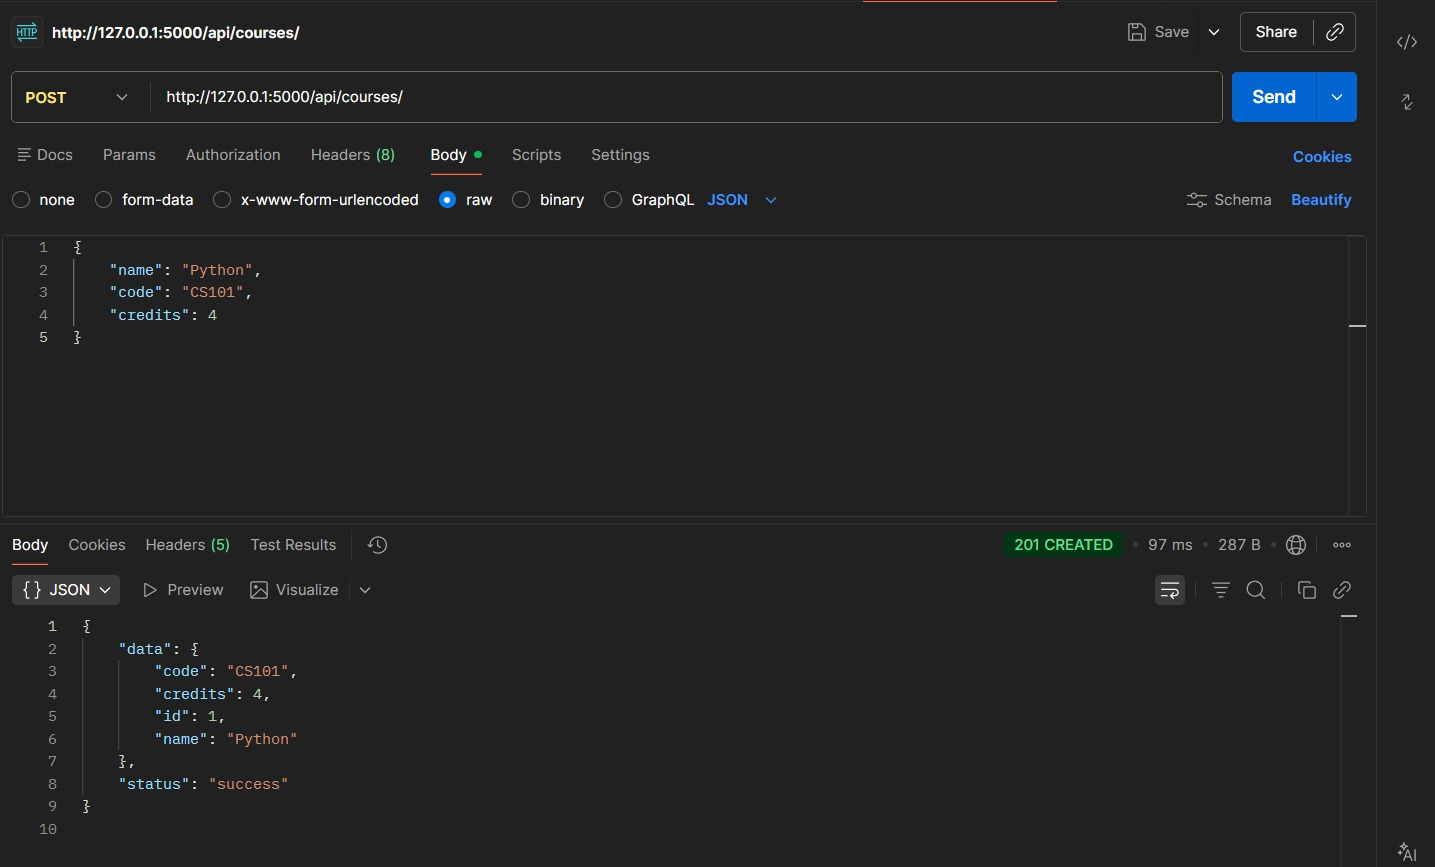 HTTP http://127.0.0.1:5000/api/courses/ Save Share
POST http://127.0.0.1:5000/api/courses/ Send
Docs Params Authorization Headers (8) Body Scripts Settings Cookies
none form-data x-www-form-urlencoded raw binary GraphQL JSON Schema Beautify
1 {
2 "name": "Python",
3 "code": "CS101",
4 "credits": 4
5 }
Body Cookies Headers (5) Test Results 201 CREATED • 97 ms • 287 B •
{} JSON Preview Visualize
1 {
2 "data": {
3 "code": "CS101",
4 "credits": 4,
5 "id": 1,
6 "name": "Python"
7 },
8 "status": "success"
9 }
10
AI